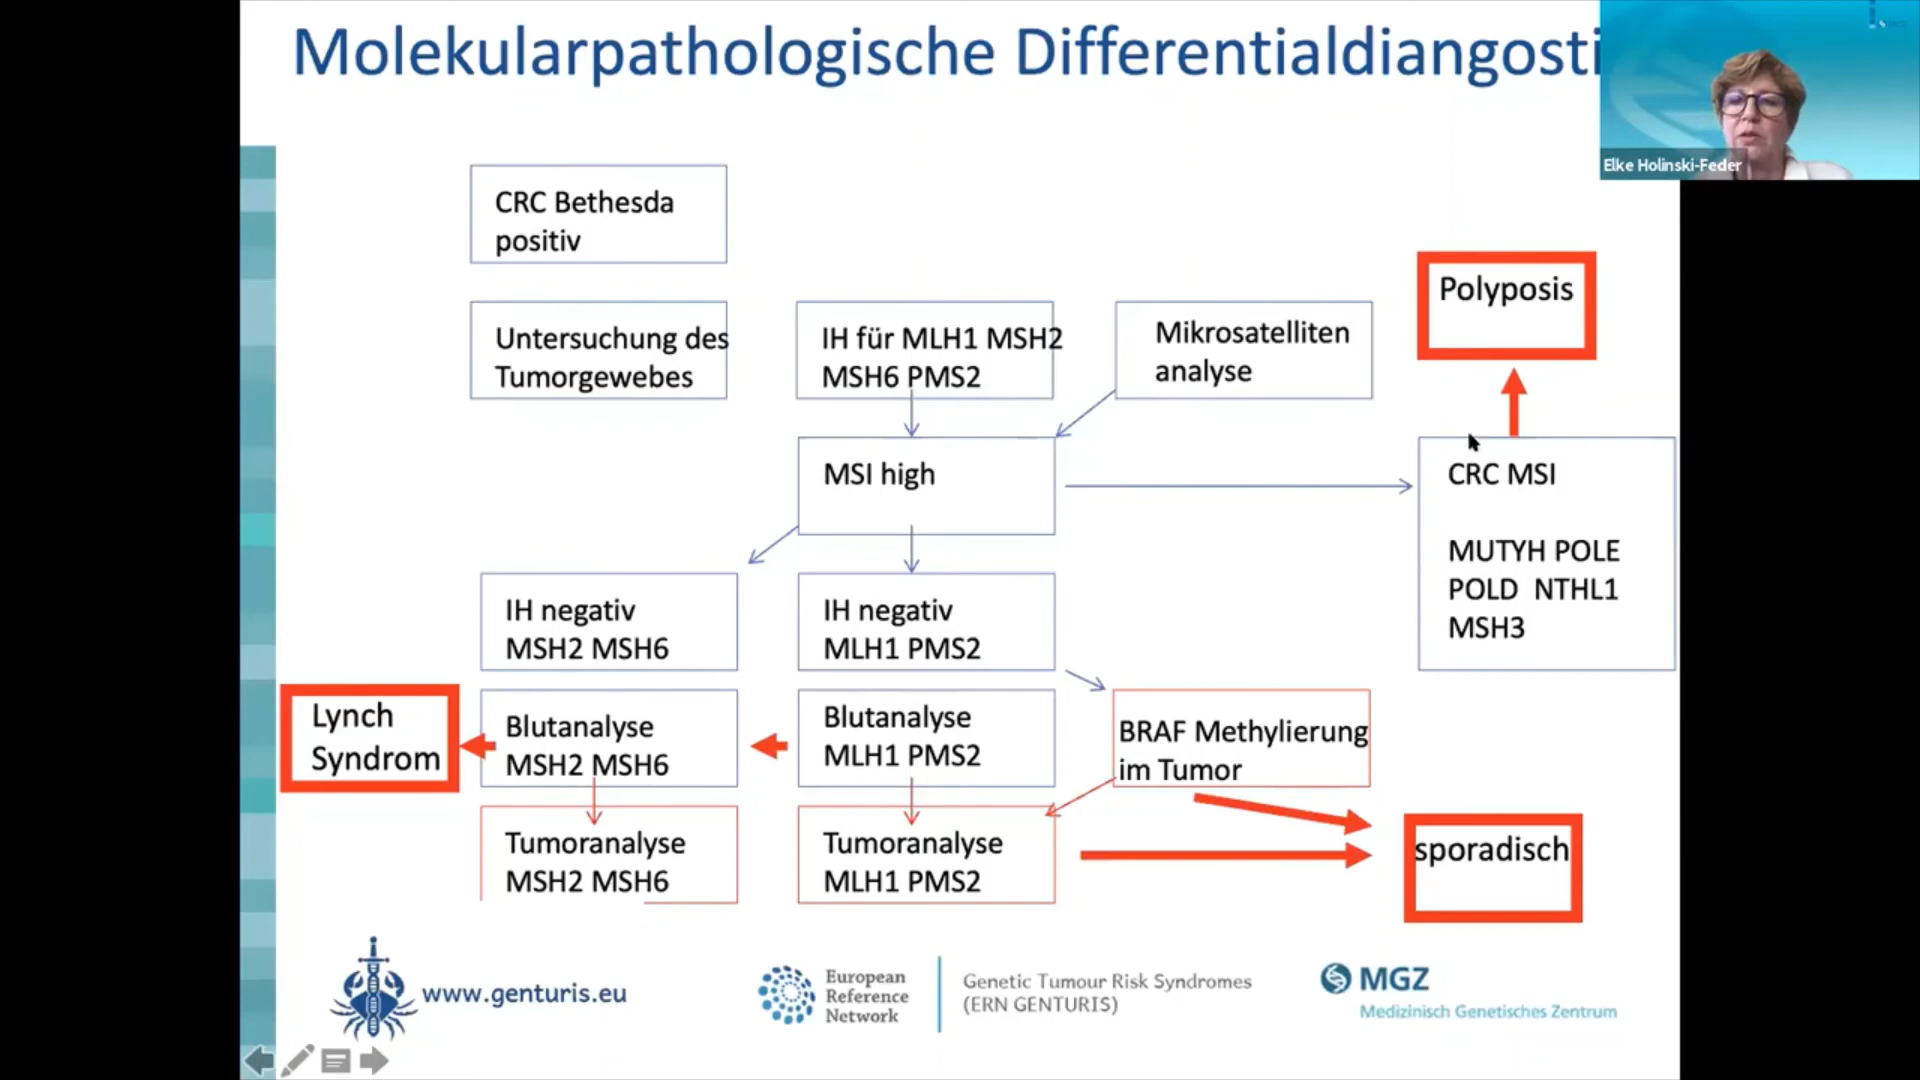 Molekularpathologische Differentialdiangosti
Elke Holinski-Feder
CRC Bethesda
positiv
Untersuchung des
Tumorgewebes
IH für MLH1 MSH2
MSH6 PMS2
Mikrosatelliten
analyse
Polyposis
MSI high
CRC MSI
MUTYH POLE
POLD NTHL1
MSH3
IH negativ
MSH2 MSH6
IH negativ
MLH1 PMS2
Lynch
Syndrom
Blutanalyse
MSH2 MSH6
Blutanalyse
MLH1 PMS2
BRAF Methylierung
im Tumor
Tumoranalyse
MSH2 MSH6
Tumoranalyse
MLH1 PMS2
sporadisch
www.genturis.eu
European
Reference
Network
Genetic Tumour Risk Syndromes
(ERN GENTURIS)
MGZ
Medizinisch Genetisches Zentrum